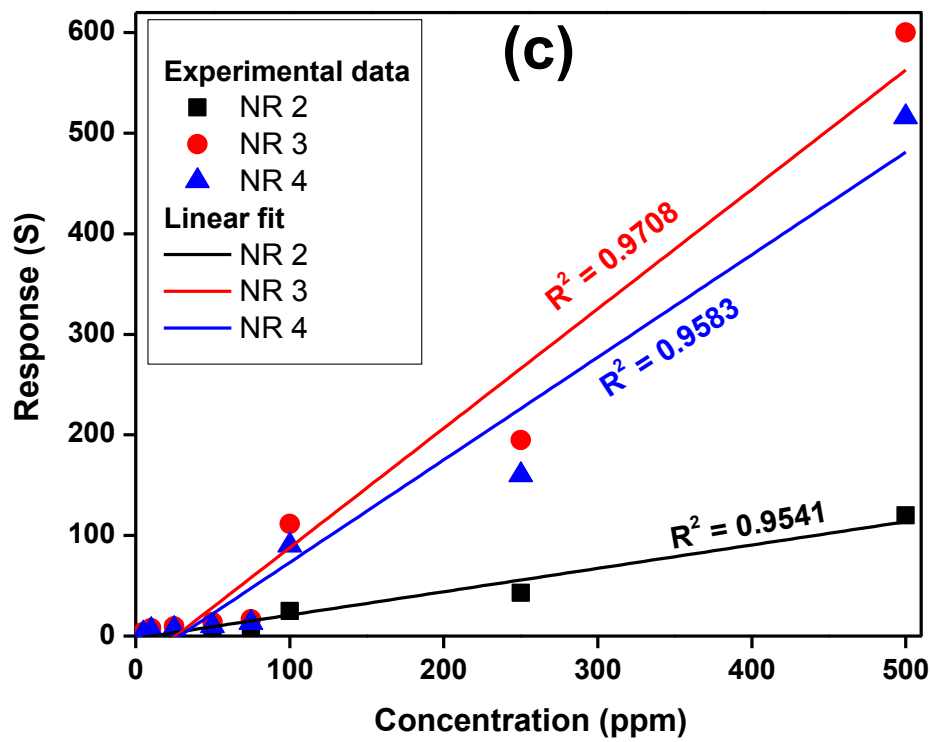 (c)
Experimental data
NR 2
NR 3
NR 4
Linear fit
NR 2
NR 3
NR 4
R² = 0.9708
R² = 0.9583
R² = 0.9541
Response (S)
600
500
400
300
200
100
0
0 100 200 300 400 500
Concentration (ppm)